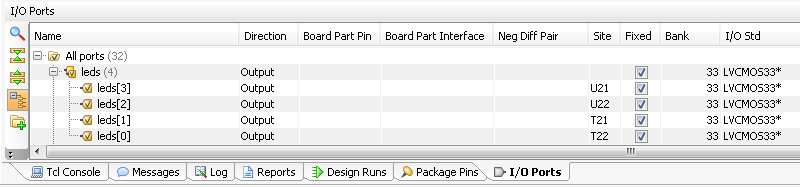 I/O Ports
Name Direction Board Part Pin Board Part Interface Neg Diff Pair Site Fixed Bank I/O Std
All ports (32)
leds (4) Output 33 LVCMOS33*
leds[3] Output U21 33 LVCMOS33*
leds[2] Output U22 33 LVCMOS33*
leds[1] Output T21 33 LVCMOS33*
leds[0] Output T22 33 LVCMOS33*
Tcl Console Messages Log Reports Design Runs Package Pins I/O Ports